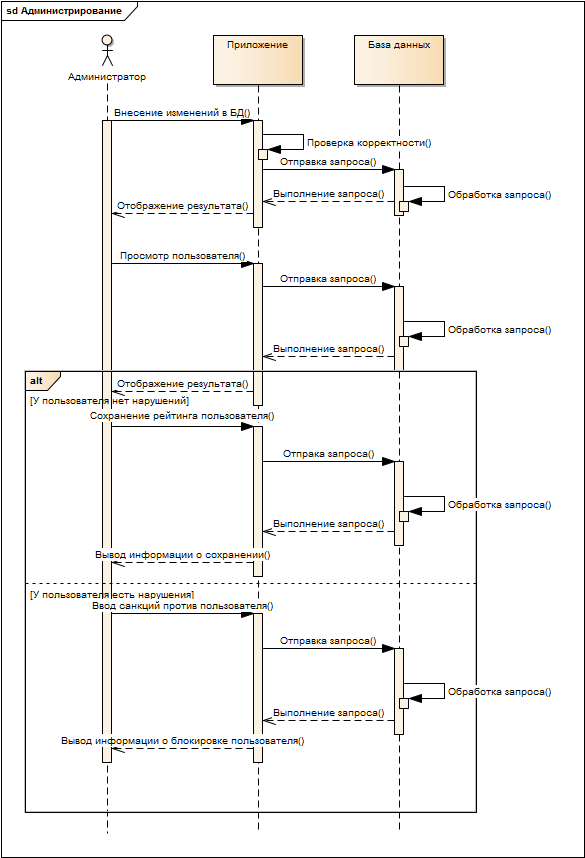 sd Администрирование
Приложение
База данных
Администратор
Внесение изменений в БД()
Проверка корректности()
Отправка запроса()
Выполнение запроса()
Обработка запроса()
Отображение результата()
Просмотр пользователя()
Отправка запроса()
Обработка запроса()
Выполнение запроса()
alt
Отображение результата()
[У пользователя нет нарушений]
Сохранение рейтинга пользователя()
Отпрака запроса()
Обработка запроса()
Выполнение запроса()
Вывод информации о сохранении()
[У пользователя есть нарушения]
Ввод санкций против пользователя()
Отправка запроса()
Обработка запроса()
Выполнение запроса()
Вывод информации о блокировке пользователя()